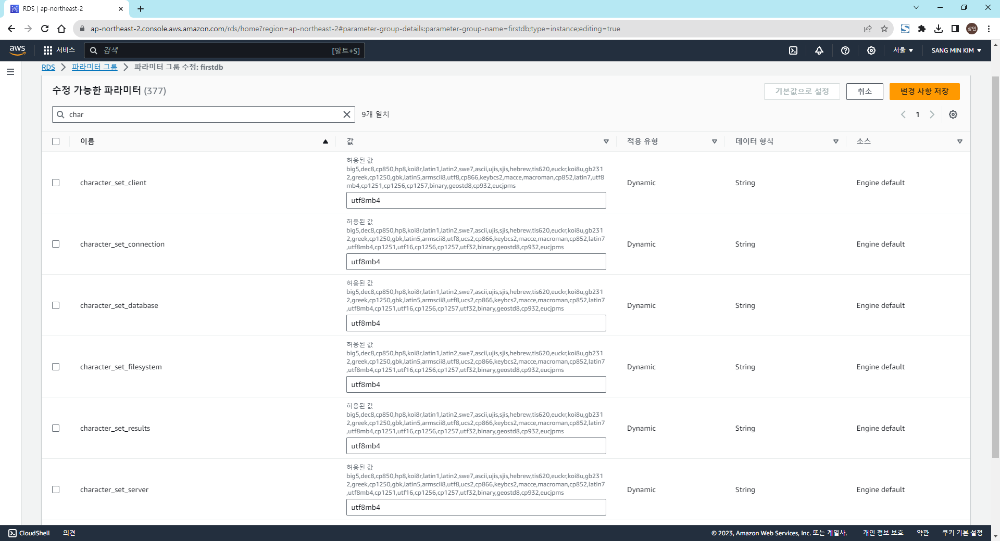 RDS | ap-northeast-2
ap-northeast-2.console.aws.amazon.com/rds/home?region=ap-northeast-2#parameter-group-details:parameter-group-name=firstdb;type=instance;editing=true
상민
aws 서비스 검색 [알트+S] 서울 SANG MIN KIM
RDS 파라미터 그룹 파라미터 그룹 수정: firstdb
수정 가능한 파라미터 (377) 기본값으로 설정 취소 변경 사항 저장
char 9개 일치 1
이름 값 적용 유형 데이터 형식 소스
허용된 값
big5,dec8,cp850,hp8,koi8r,latin1,latin2,swe7,ascii,ujis,sjis,hebrew,tis620,euckr,koi8u,gb231
2,greek,cp1250,gbk,latin5,armscii8,utf8,cp866,keybcs2,macce,macroman,cp852,latin7,utf8
mb4,cp1251,cp1256,cp1257,binary,geostd8,cp932,eucjpms
character_set_client Dynamic String Engine default
utf8mb4
허용된 값
big5,dec8,cp850,hp8,koi8r,latin1,latin2,swe7,ascii,ujis,sjis,hebrew,tis620,euckr,koi8u,gb231
2,greek,cp1250,gbk,latin5,armscii8,utf8,ucs2,cp866,keybcs2,macce,macroman,cp852,latin7
,utf8mb4,cp1251,utf16,cp1256,cp1257,utf32,binary,geostd8,cp932,eucjpms
character_set_connection Dynamic String Engine default
utf8mb4
허용된 값
big5,dec8,cp850,hp8,koi8r,latin1,latin2,swe7,ascii,ujis,sjis,hebrew,tis620,euckr,koi8u,gb231
2,greek,cp1250,gbk,latin5,armscii8,utf8,ucs2,cp866,keybcs2,macce,macroman,cp852,latin7
,utf8mb4,cp1251,utf16,cp1256,cp1257,utf32,binary,geostd8,cp932,eucjpms
character_set_database Dynamic String Engine default
utf8mb4
허용된 값
big5,dec8,cp850,hp8,koi8r,latin1,latin2,swe7,ascii,ujis,sjis,hebrew,tis620,euckr,koi8u,gb231
2,greek,cp1250,gbk,latin5,armscii8,utf8,ucs2,cp866,keybcs2,macce,macroman,cp852,latin7
,utf8mb4,cp1251,utf16,cp1256,cp1257,utf32,binary,geostd8,cp932,eucjpms
character_set_filesystem Dynamic String Engine default
utf8mb4
허용된 값
big5,dec8,cp850,hp8,koi8r,latin1,latin2,swe7,ascii,ujis,sjis,hebrew,tis620,euckr,koi8u,gb231
2,greek,cp1250,gbk,latin5,armscii8,utf8,ucs2,cp866,keybcs2,macce,macroman,cp852,latin7
,utf8mb4,cp1251,utf16,cp1256,cp1257,utf32,binary,geostd8,cp932,eucjpms
character_set_results Dynamic String Engine default
utf8mb4
허용된 값
big5,dec8,cp850,hp8,koi8r,latin1,latin2,swe7,ascii,ujis,sjis,hebrew,tis620,euckr,koi8u,gb231
2,greek,cp1250,gbk,latin5,armscii8,utf8,ucs2,cp866,keybcs2,macce,macroman,cp852,latin7
,utf8mb4,cp1251,utf16,cp1256,cp1257,utf32,binary,geostd8,cp932,eucjpms
character_set_server Dynamic String Engine default
utf8mb4
CloudShell 의견 © 2023, Amazon Web Services, Inc. 또는 계열사. 개인 정보 보호 약관 쿠키 기본 설정